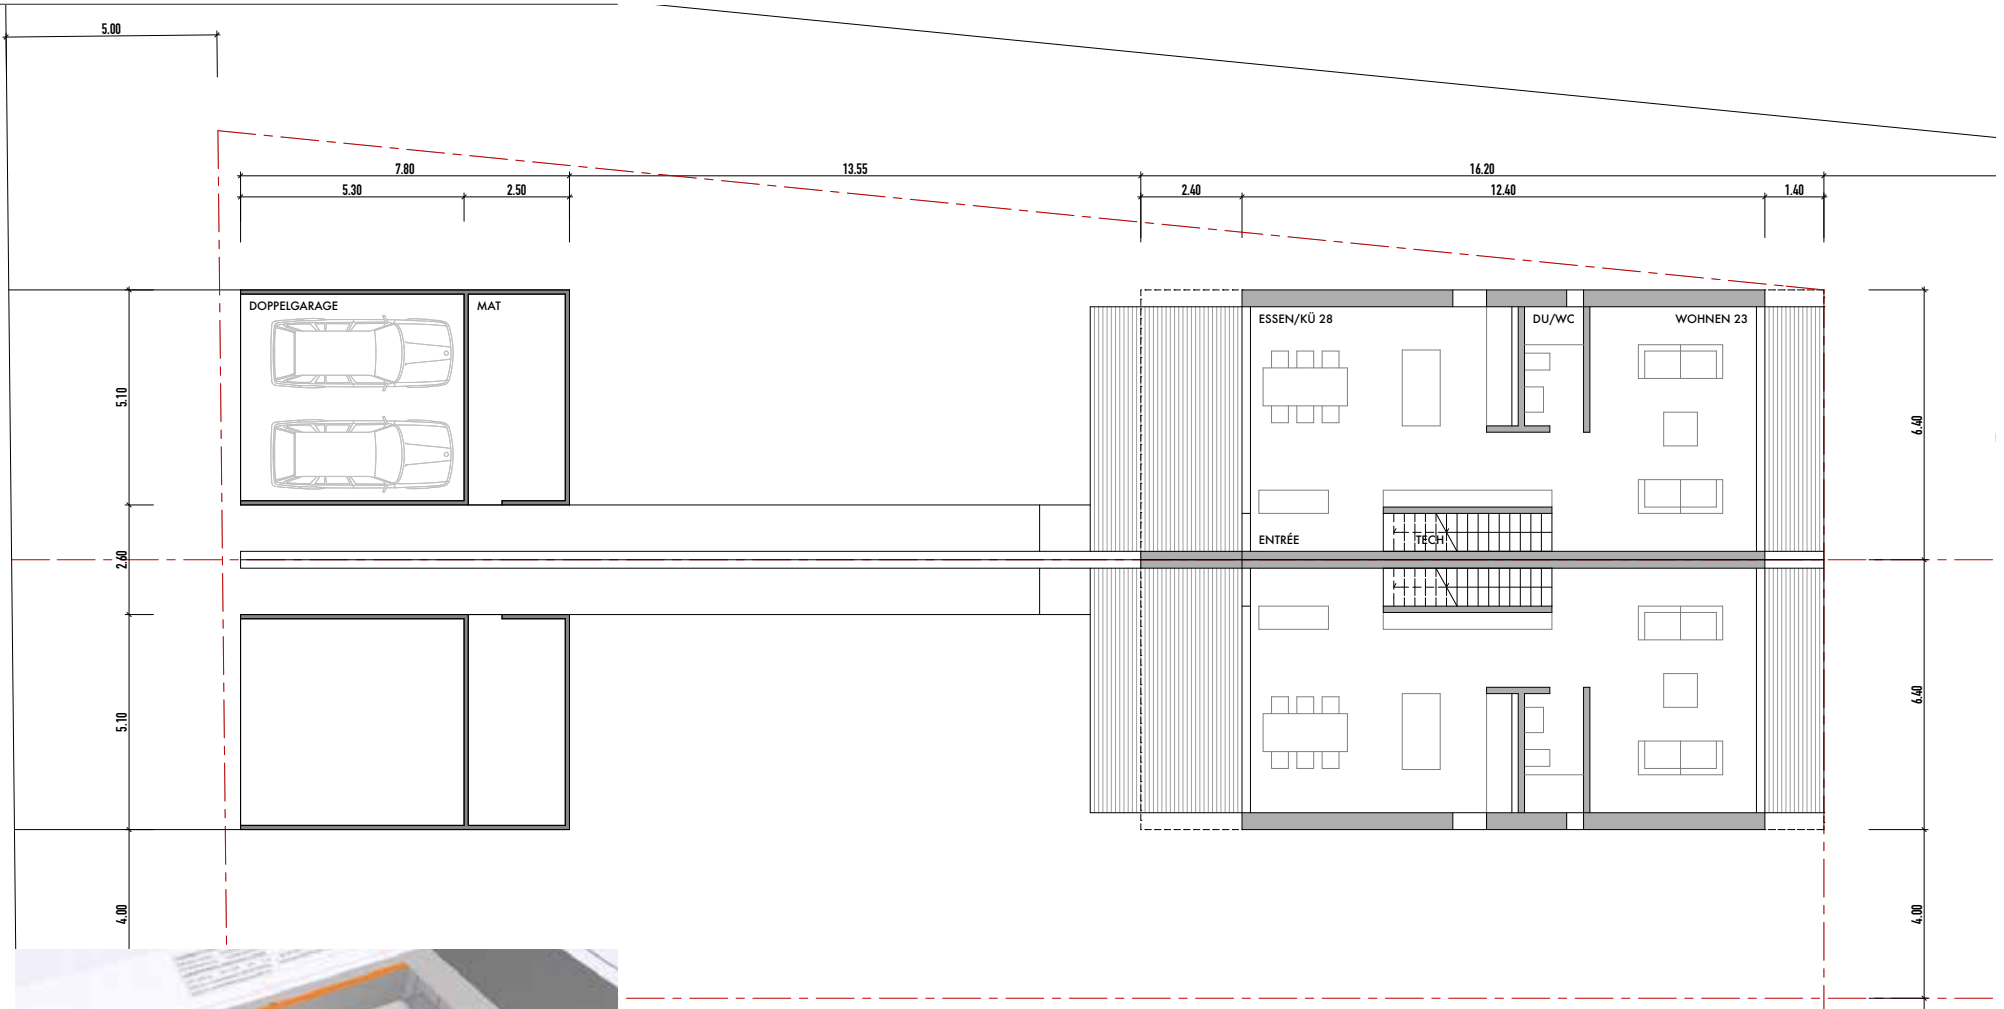 5.00
7.80
13.55
16.20
5.30
2.50
2.40
12.40
1.40
DOPPELGARAGE
MAT
ESSEN/KÜ 28
DU/WC
WOHNEN 23
5.10
6.40
ENTRÉE
TECH
2.60
5.10
6.40
4.00
4.00